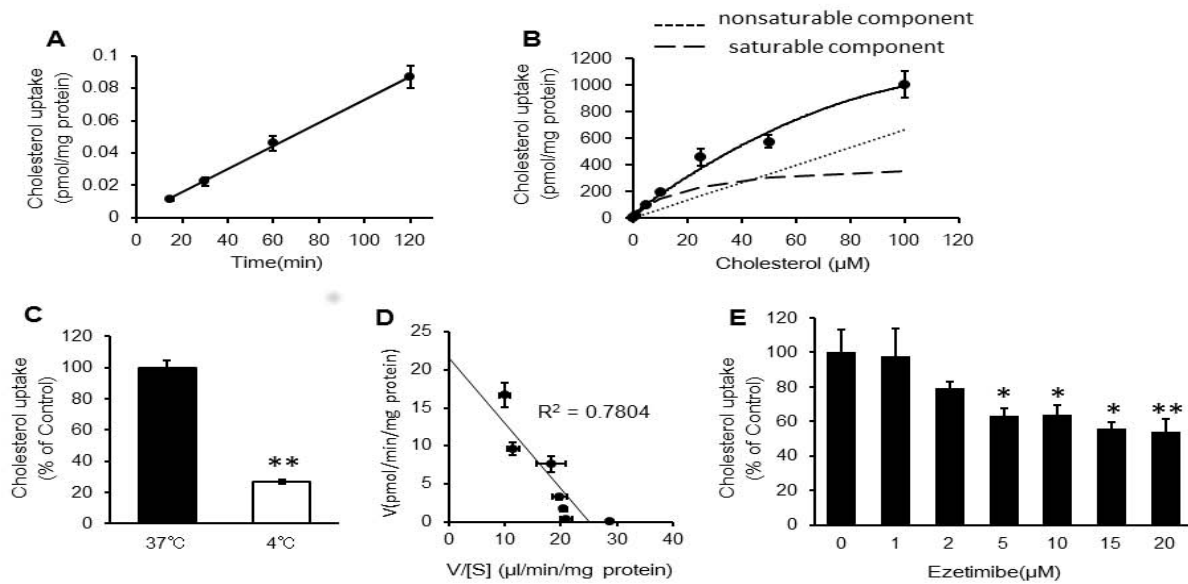 nonsaturable component
saturable component
A
Cholesterol uptake
(pmol/mg protein)
0.1
0.08
0.06
0.04
0.02
0
0 20 40 60 80 100 120
Time(min)
B
Cholesterol uptake
(pmol/mg protein)
1200
1000
800
600
400
200
0
0 20 40 60 80 100 120
Cholesterol (µM)
C
Cholesterol uptake
(% of Control)
120
100
80
60
40
20
0
**
37℃ 4℃
D
V(pmol/min/mg protein)
25
20
15
10
5
0
R² = 0.7804
0 10 20 30 40
V/[S] (µl/min/mg protein)
E
Cholesterol uptake
(% of Control)
120
100
80
60
40
20
0
* * * **
0 1 2 5 10 15 20
Ezetimibe(µM)